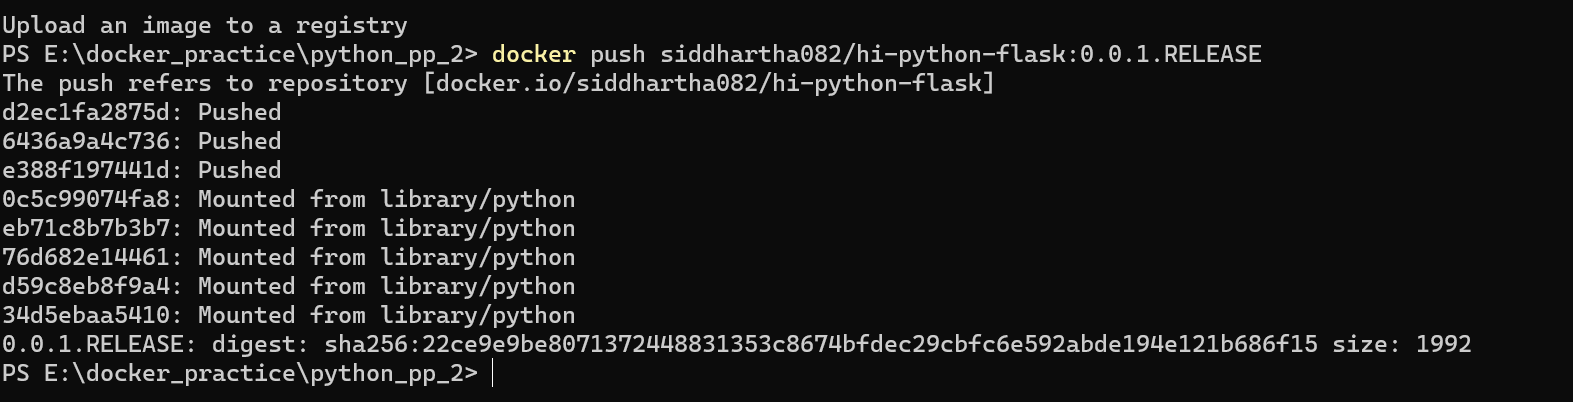 Upload an image to a registry
PS E:\docker_practice\python_pp_2> docker push siddhartha082/hi-python-flask:0.0.1.RELEASE
The push refers to repository [docker.io/siddhartha082/hi-python-flask]
d2ec1fa2875d: Pushed
6436a9a4c736: Pushed
e388f197441d: Pushed
0c5c99074fa8: Mounted from library/python
eb71c8b7b3b7: Mounted from library/python
76d682e14461: Mounted from library/python
d59c8eb8f9a4: Mounted from library/python
34d5ebaa5410: Mounted from library/python
0.0.1.RELEASE: digest: sha256:22ce9e9be8071372448831353c8674bfdec29cbfc6e592abde194e121b686f15 size: 1992
PS E:\docker_practice\python_pp_2>